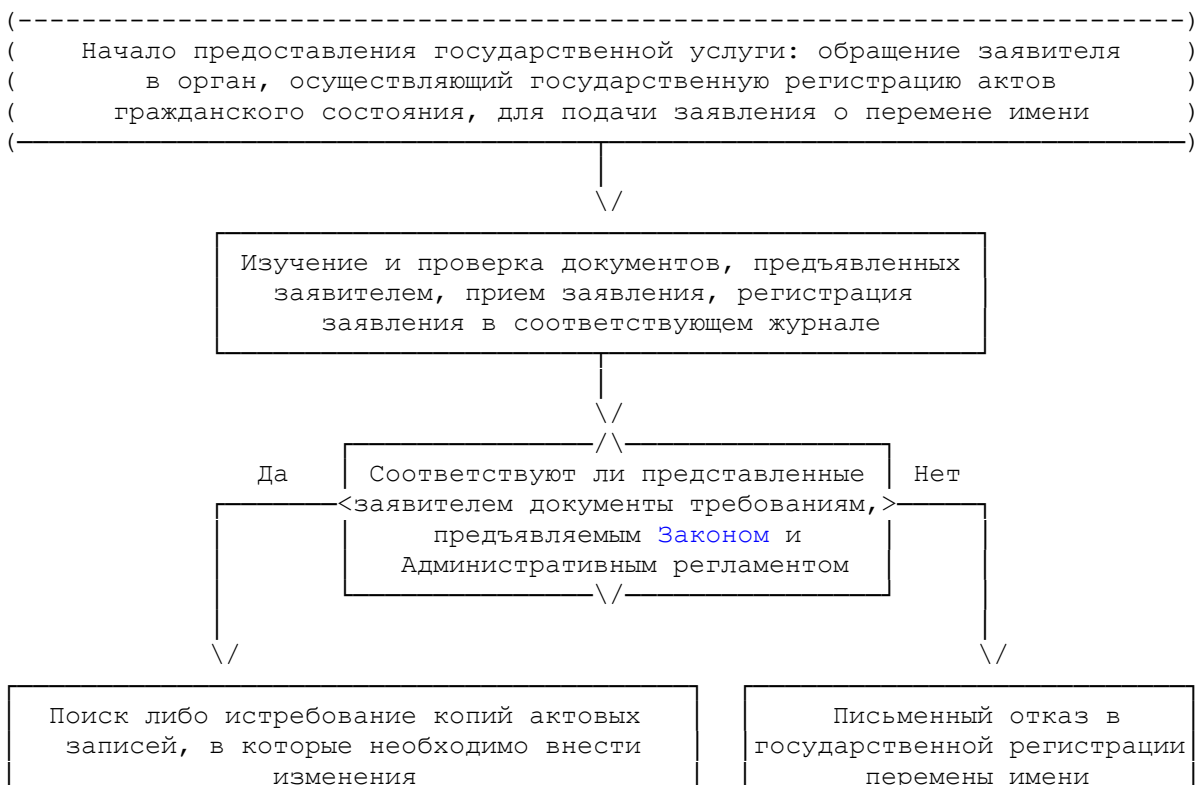 Начало предоставления государственной услуги: обращение заявителя
в орган, осуществляющий государственную регистрацию актов
гражданского состояния, для подачи заявления о перемене имени
Изучение и проверка документов, предъявленных
заявителем, прием заявления, регистрация
заявления в соответствующем журнале
Да
Соответствуют ли представленные
заявителем документы требованиям,
предъявляемым Законом и
Административным регламентом
Нет
Поиск либо истребование копий актовых
записей, в которые необходимо внести
изменения
Письменный отказ в
государственной регистрации
перемены имени